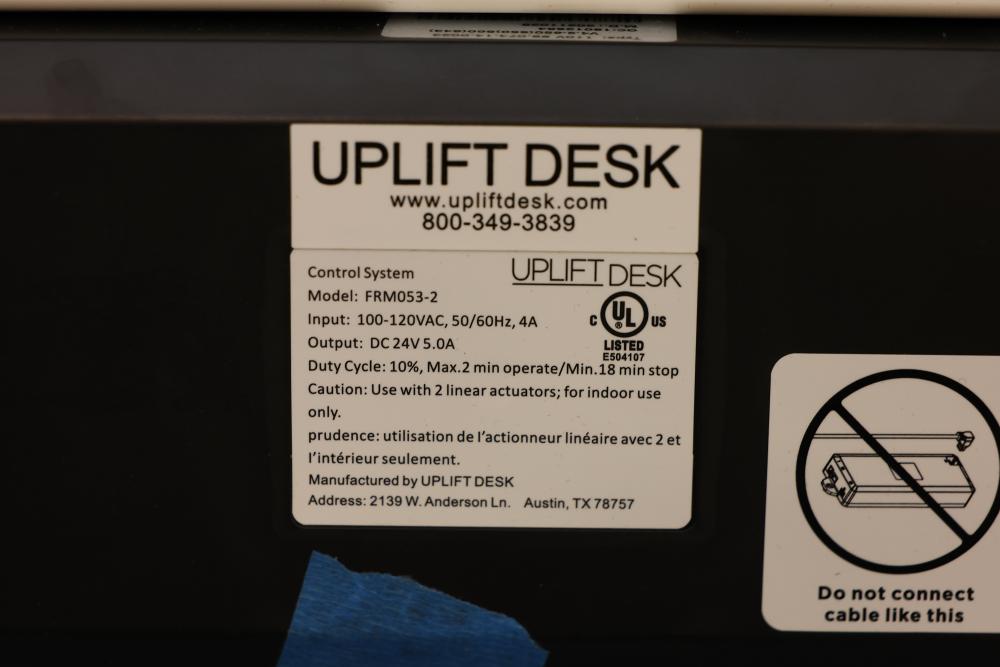 UPLIFT DESK
www.upliftdesk.com
800-349-3839
UPLIFT DESK
Control System
Model: FRM053-2
Input: 100-120VAC, 50/60Hz, 4A
Output: DC 24V 5.0A
C UL US
LISTED
E504107
Duty Cycle: 10%, Max.2 min operate/Min.18 min stop
Caution: Use with 2 linear actuators; for indoor use
only.
prudence: utilisation de l'actionneur linéaire avec 2 et
l'intérieur seulement.
Manufactured by UPLIFT DESK
Address: 2139 W. Anderson Ln. Austin, TX 78757
Do not connect
cable like this